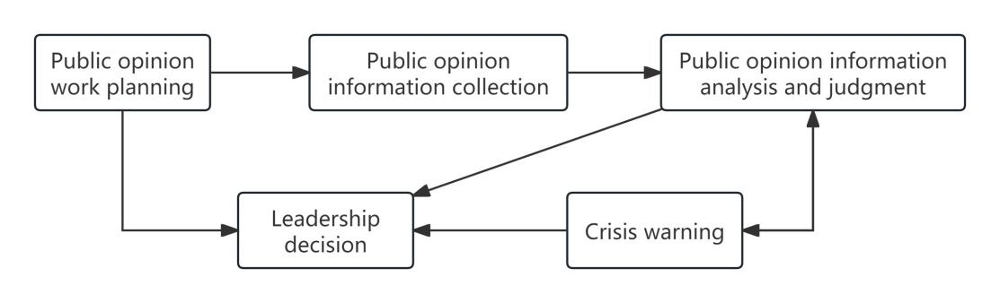 Public opinion
work planning
Public opinion
information collection
Public opinion information
analysis and judgment
Leadership
decision
Crisis warning